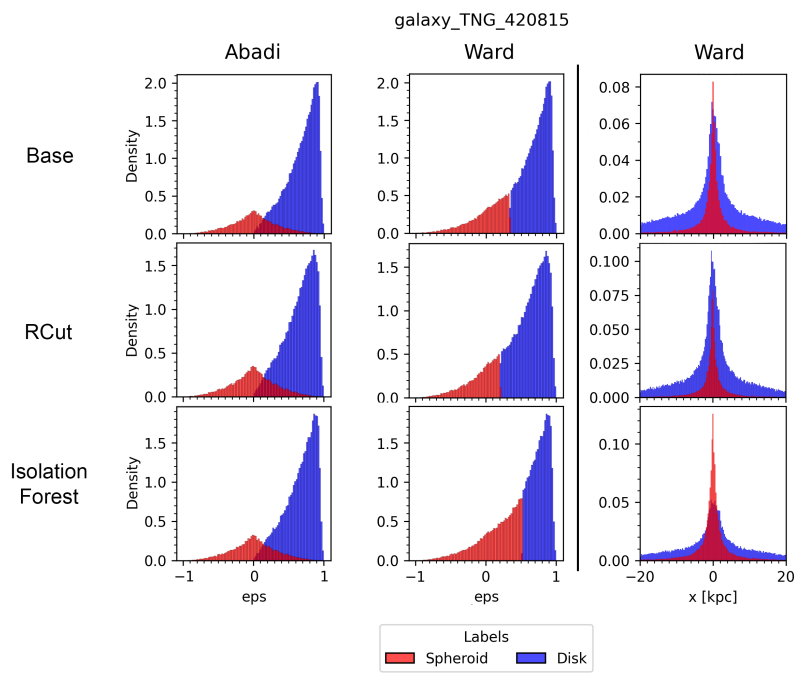 galaxy_TNG_420815
Abadi Ward Ward
Base
Density
2.0
1.5
1.0
0.5
0.0
2.0
1.5
1.0
0.5
0.0
0.08
0.06
0.04
0.02
0.00
RCut
Density
1.5
1.0
0.5
0.0
1.5
1.0
0.5
0.0
0.100
0.075
0.050
0.025
0.000
Isolation
Forest
Density
1.5
1.0
0.5
0.0
1.5
1.0
0.5
0.0
0.10
0.05
0.00
−1 0 1
−1 0 1
−20 0 20
eps eps x [kpc]
Labels
Spheroid Disk